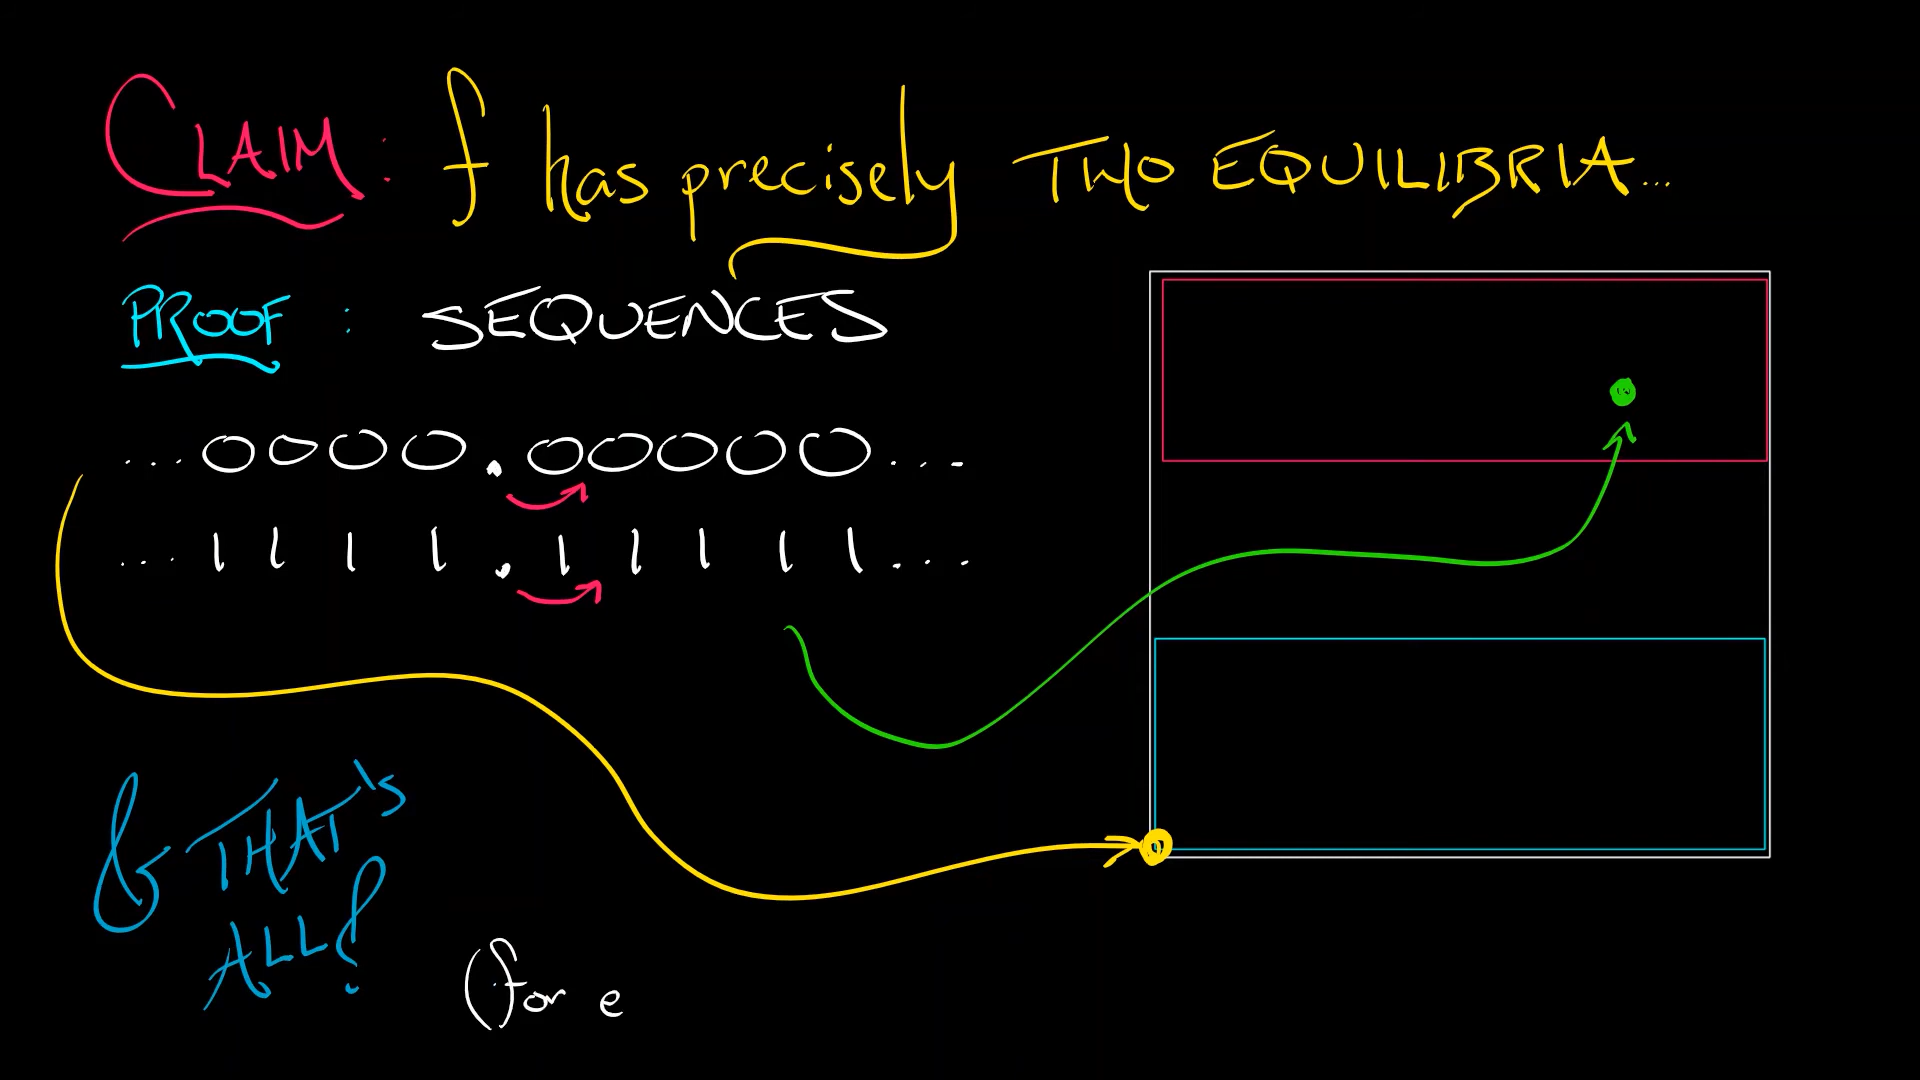 CLAIM: f has precisely TWO EQUILIBRIA...
PROOF: SEQUENCES
...0000.00000...
...1111.11111...
& THAT'S
ALL!
(for e